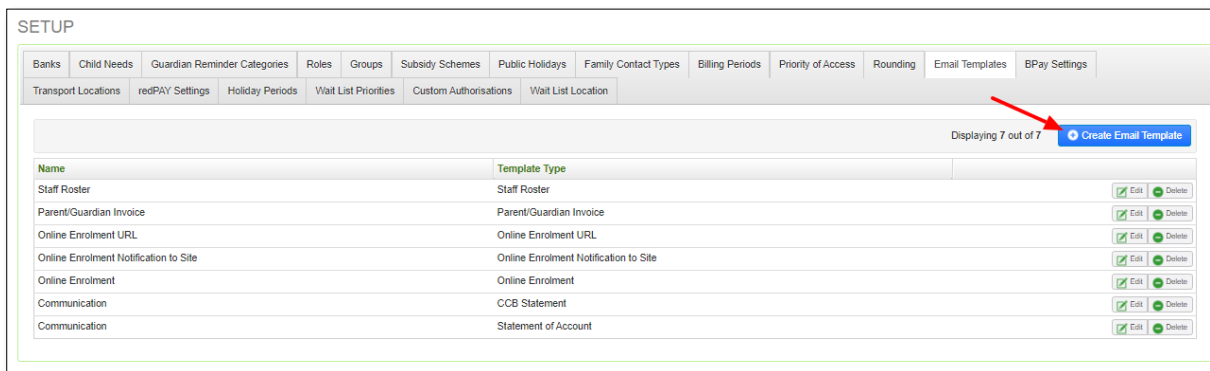 SETUP
Banks Child Needs Guardian Reminder Categories Roles Groups Subsidy Schemes Public Holidays Family Contact Types Billing Periods Priority of Access Rounding Email Templates BPay Settings
Transport Locations redPAY Settings Holiday Periods Wait List Priorities Custom Authorisations Wait List Location
Displaying 7 out of 7 Create Email Template
Name Template Type
Staff Roster Staff Roster Edit Delete
Parent/Guardian Invoice Parent/Guardian Invoice Edit Delete
Online Enrolment URL Online Enrolment URL Edit Delete
Online Enrolment Notification to Site Online Enrolment Notification to Site Edit Delete
Online Enrolment Online Enrolment Edit Delete
Communication CCB Statement Edit Delete
Communication Statement of Account Edit Delete